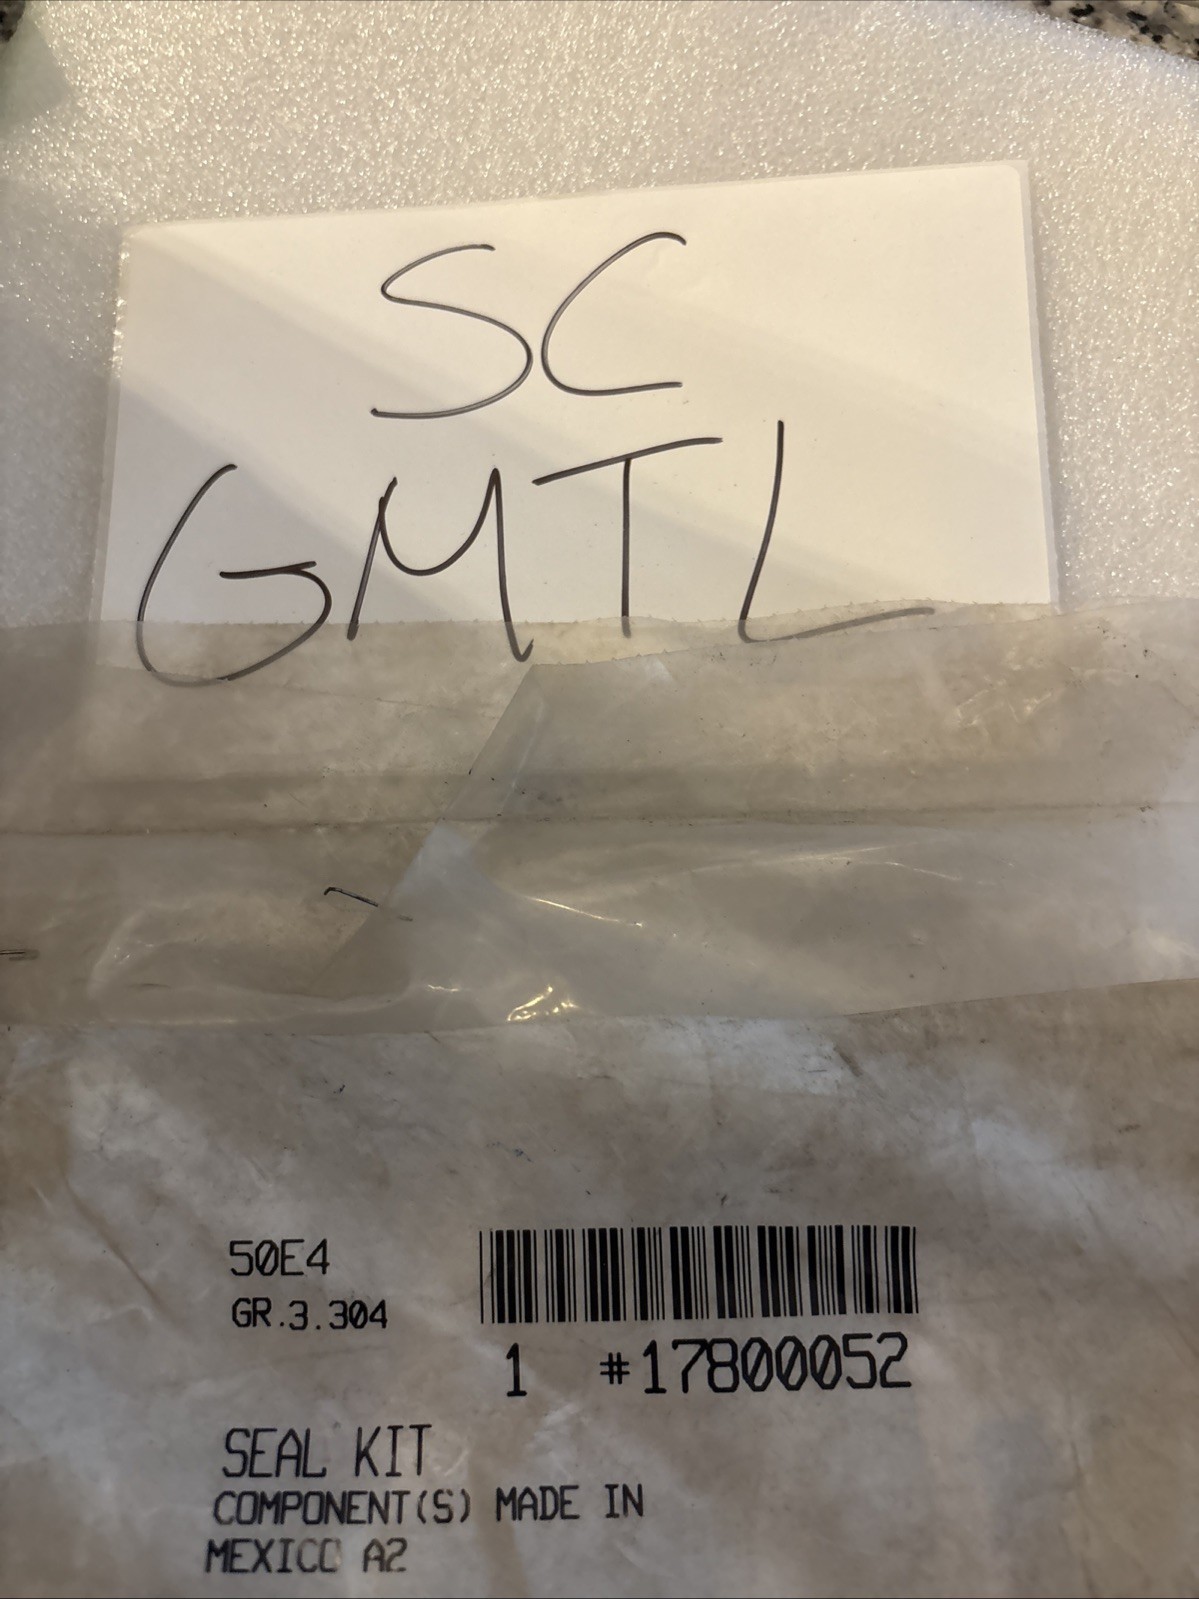 SC
GMTL
50E4
GR.3.304
1 #17800052
SEAL KIT
COMPONENT(S) MADE IN
MEXICO A2